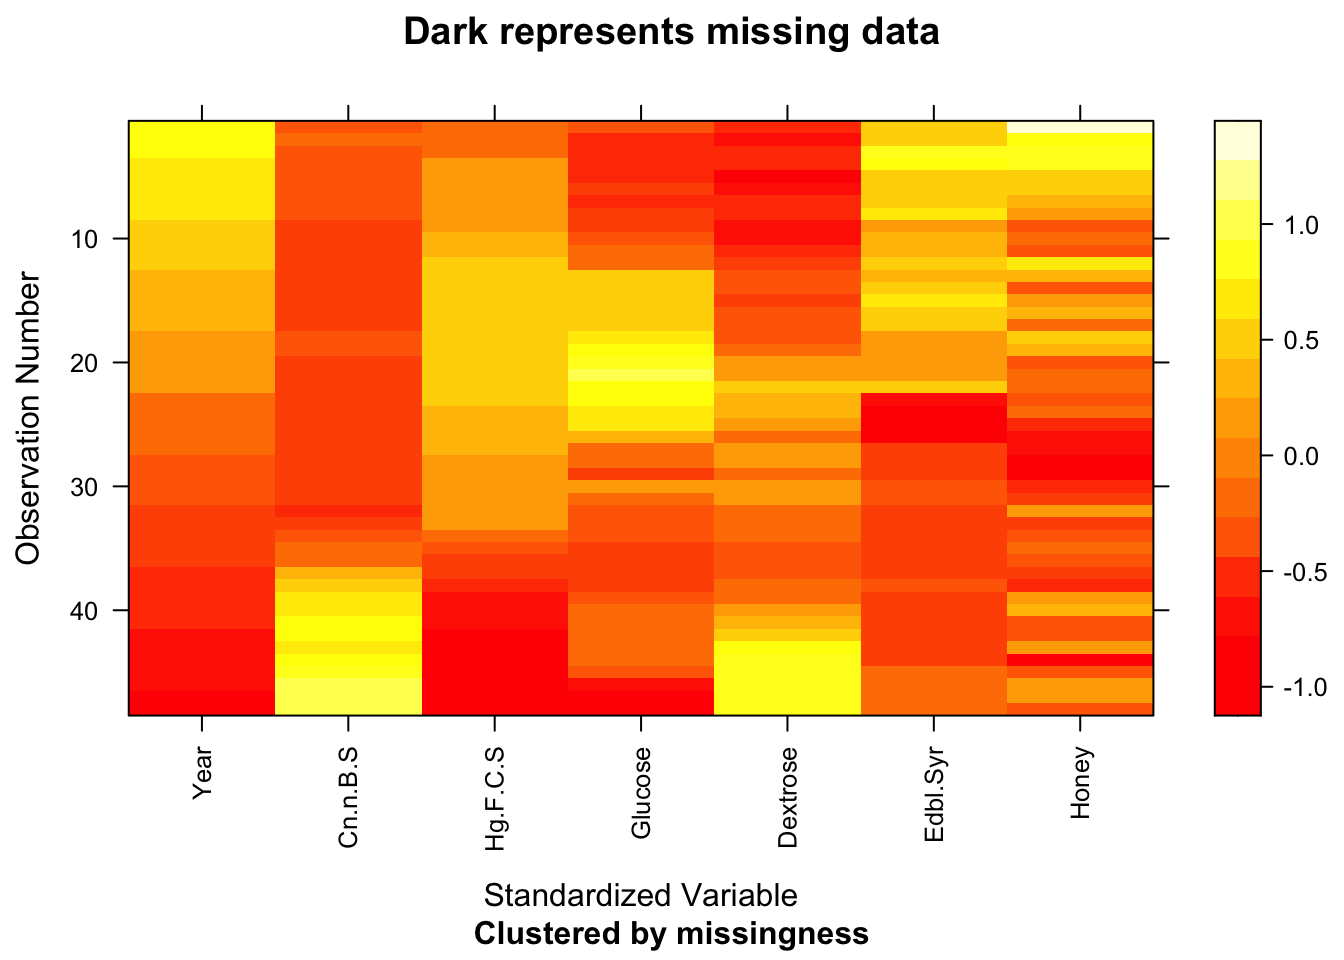 Dark represents missing data
Observation Number
10
20
30
40
1.0
0.5
0.0
-0.5
-1.0
Year
Cn.n.B.S
Hg.F.C.S
Glucose
Dextrose
Edbl.Syr
Honey
Standardized Variable
Clustered by missingness